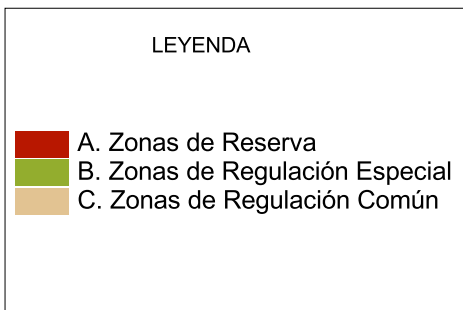 LEYENDA
A. Zonas de Reserva
B. Zonas de Regulación Especial
C. Zonas de Regulación Común